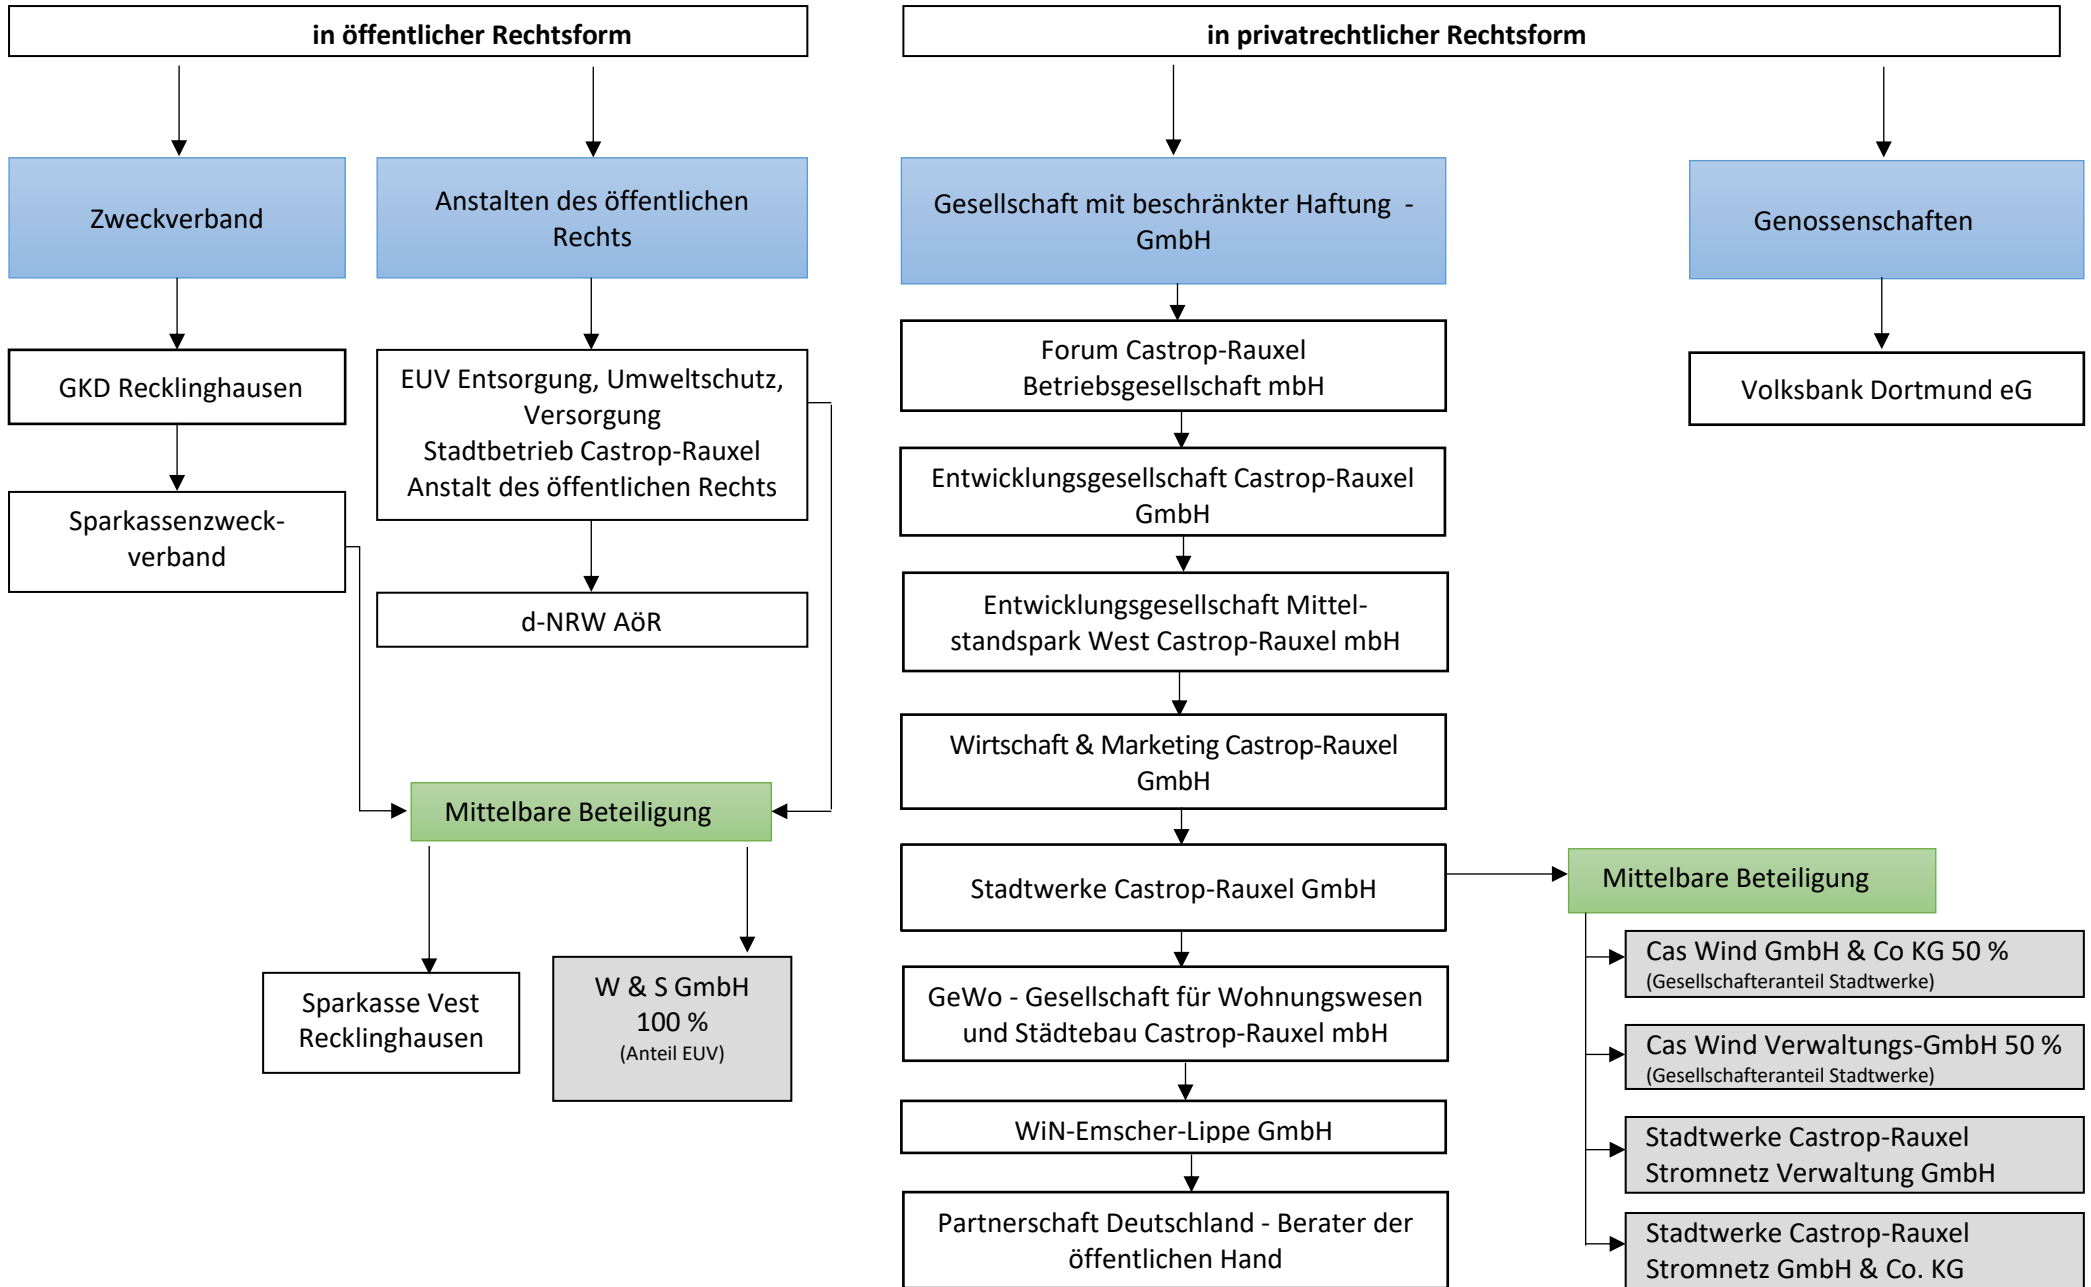 in öffentlicher Rechtsform
in privatrechtlicher Rechtsform
Zweckverband
Anstalten des öffentlichen
Rechts
Gesellschaft mit beschränkter Haftung -
GmbH
Genossenschaften
GKD Recklinghausen
Sparkassenzweck-
verband
EUV Entsorgung, Umweltschutz,
Versorgung
Stadtbetrieb Castrop-Rauxel
Anstalt des öffentlichen Rechts
d-NRW AöR
Mittelbare Beteiligung
Sparkasse Vest
Recklinghausen
W & S GmbH
100 %
(Anteil EUV)
Forum Castrop-Rauxel
Betriebsgesellschaft mbH
Entwicklungsgesellschaft Castrop-Rauxel
GmbH
Entwicklungsgesellschaft Mittel-
standspark West Castrop-Rauxel mbH
Wirtschaft & Marketing Castrop-Rauxel
GmbH
Stadtwerke Castrop-Rauxel GmbH
GeWo - Gesellschaft für Wohnungswesen
und Städtebau Castrop-Rauxel mbH
WiN-Emscher-Lippe GmbH
Partnerschaft Deutschland - Berater der
öffentlichen Hand
Volksbank Dortmund eG
Mittelbare Beteiligung
Cas Wind GmbH & Co KG 50 %
(Gesellschafteranteil Stadtwerke)
Cas Wind Verwaltungs-GmbH 50 %
(Gesellschafteranteil Stadtwerke)
Stadtwerke Castrop-Rauxel
Stromnetz Verwaltung GmbH
Stadtwerke Castrop-Rauxel
Stromnetz GmbH & Co. KG